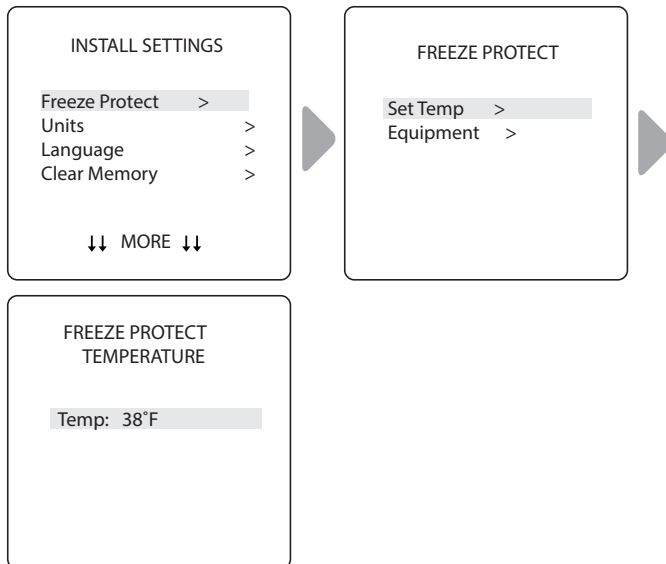 INSTALL SETTINGS
Freeze Protect >
Units >
Language >
Clear Memory >
↓↓ MORE ↓↓
FREEZE PROTECT
Set Temp >
Equipment >
FREEZE PROTECT
TEMPERATURE
Temp: 38˚F